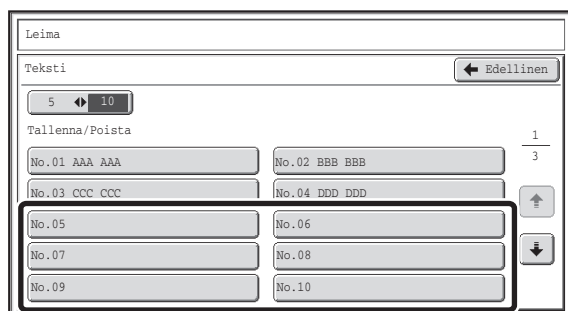 Leima
Teksti
Edellinen
5 10
Tallenna/Poista
1
3
No.01 AAA AAA
No.02 BBB BBB
No.03 CCC CCC
No.04 DDD DDD
No.05
No.06
No.07
No.08
No.09
No.10